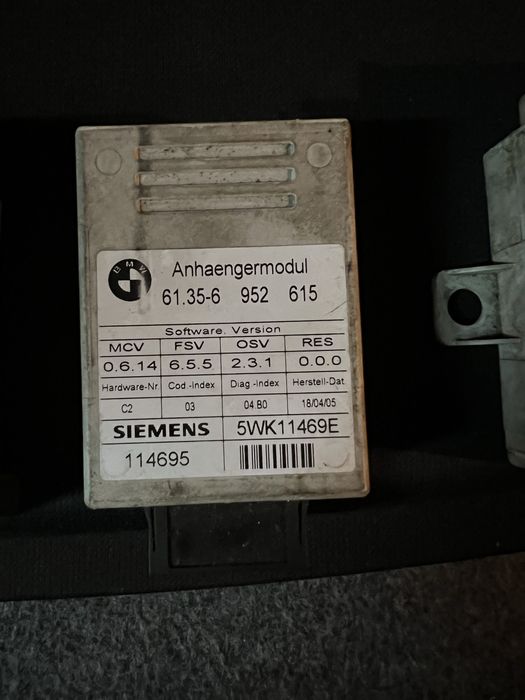 BMW
Anhaengermodul
61.35-6 952 615
Software. Version
MCV FSV OSV RES
0.6.14 6.5.5 2.3.1 0.0.0
Hardware-Nr. Cod.-Index Diag.-Index Herstell-Dat.
C2 03 04.B0 18/04/05
SIEMENS 5WK11469E
114695